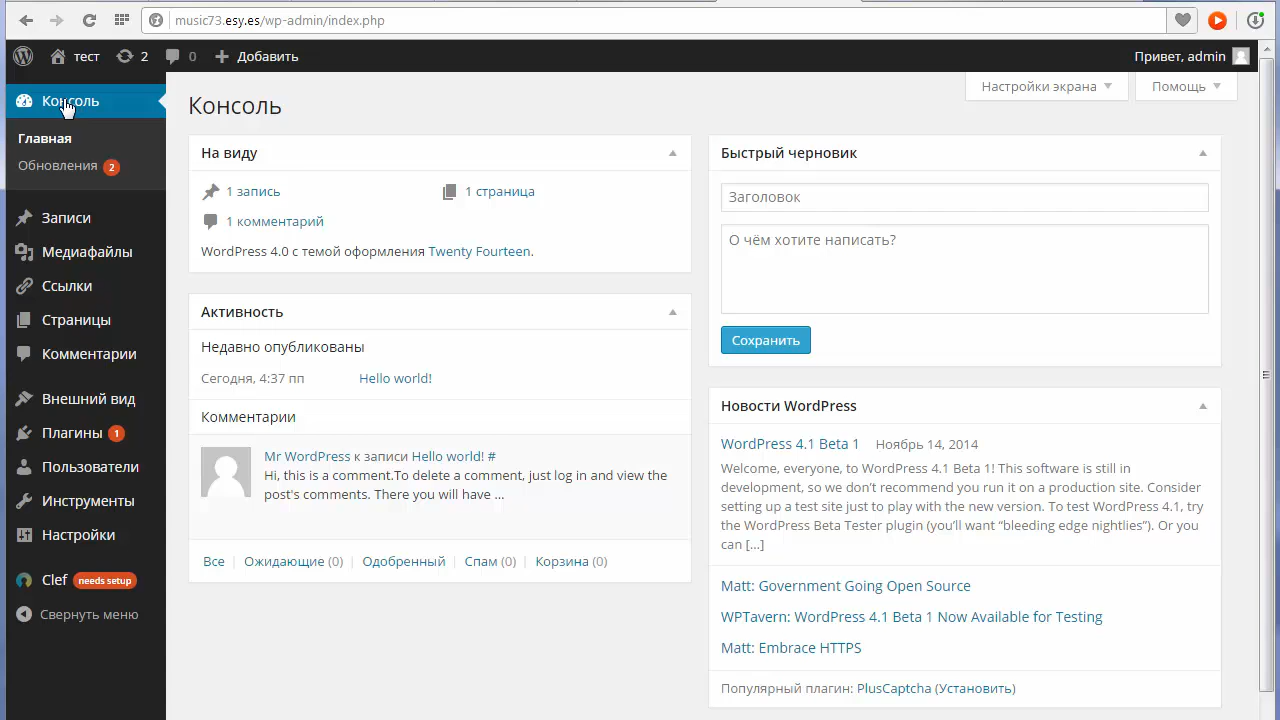 music73.esy.es/wp-admin/index.php
тест 2 0 Добавить Привет, admin
Консоль
Главная
Обновления 2
Записи
Медиафайлы
Ссылки
Страницы
Комментарии
Внешний вид
Плагины 1
Пользователи
Инструменты
Настройки
Clef needs setup
Свернуть меню
Настройки экрана
Помощь
Консоль
На виду
1 запись
1 страница
1 комментарий
WordPress 4.0 с темой оформления Twenty Fourteen.
Активность
Недавно опубликованы
Сегодня, 4:37 пп Hello world!
Комментарии
Mr WordPress к записи Hello world! #
Hi, this is a comment.To delete a comment, just log in and view the
post's comments. There you will have ...
Все | Ожидающие (0) | Одобренный | Спам (0) | Корзина (0)
Быстрый черновик
Заголовок
О чём хотите написать?
Сохранить
Новости WordPress
WordPress 4.1 Beta 1 Ноябрь 14, 2014
Welcome, everyone, to WordPress 4.1 Beta 1! This software is still in
development, so we don’t recommend you run it on a production site. Consider
setting up a test site just to play with the new version. To test WordPress 4.1, try
the WordPress Beta Tester plugin (you’ll want “bleeding edge nightlies”). Or you
can [...]
Matt: Government Going Open Source
WPTavern: WordPress 4.1 Beta 1 Now Available for Testing
Matt: Embrace HTTPS
Популярный плагин: PlusCaptcha (Установить)